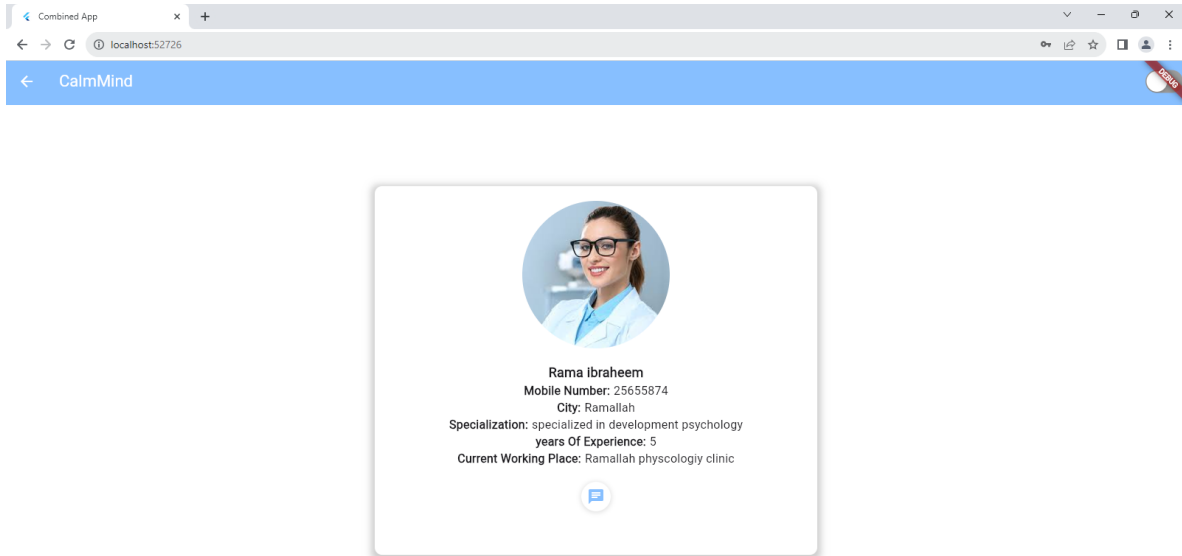 Combined App
localhost:52726
CalmMind
DEBUG
Rama ibraheem
Mobile Number: 25655874
City: Ramallah
Specialization: specialized in development psychology
years Of Experience: 5
Current Working Place: Ramallah physcologiy clinic